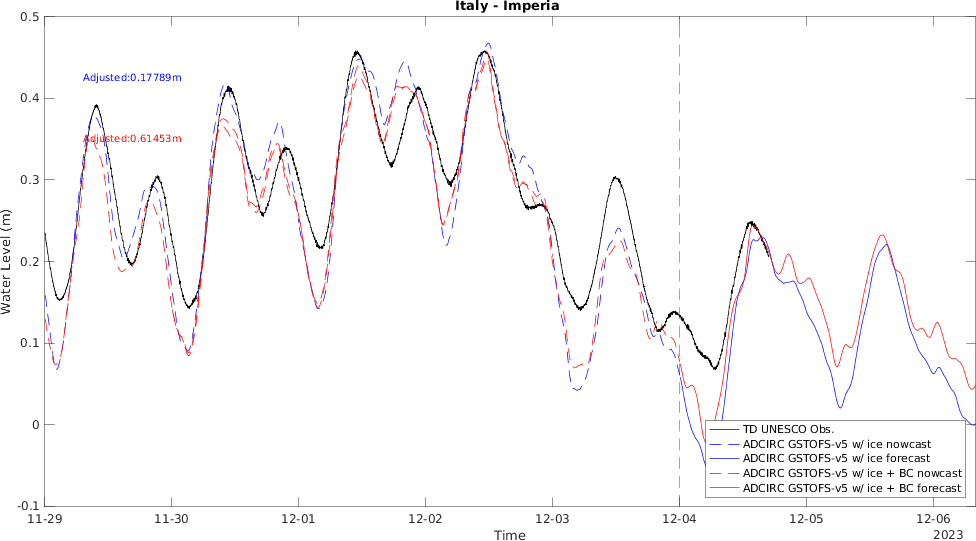 Italy - Imperia
Water Level (m)
0.5
0.4
0.3
0.2
0.1
0
-0.1
Adjusted:0.17789m
Adjusted:0.61453m
TD UNESCO Obs.
ADCIRC GSTOFS-v5 w/ ice nowcast
ADCIRC GSTOFS-v5 w/ ice forecast
ADCIRC GSTOFS-v5 w/ ice + BC nowcast
ADCIRC GSTOFS-v5 w/ ice + BC forecast
11-29 11-30 12-01 12-02 12-03 12-04 12-05 12-06
Time
2023